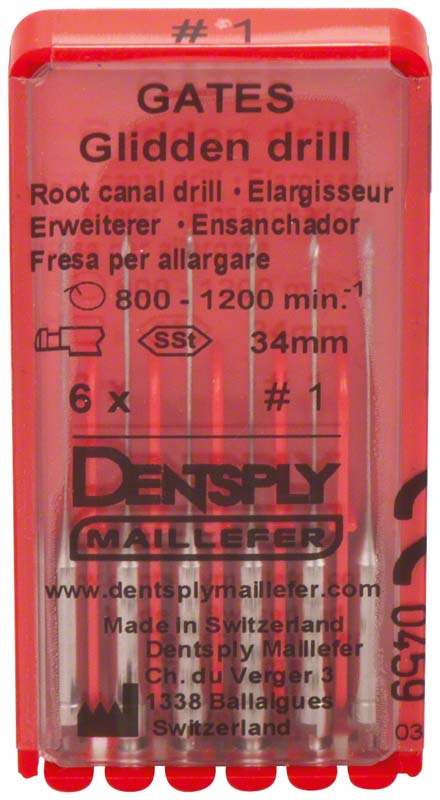 # 1
GATES
Glidden drill
Root canal drill · Elargisseur
Erweiterer · Ensanchador
Fresa per allargare
800 - 1200 min.-1
SSt 34mm
6 x # 1
DENTSPLY
MAILLEFER
www.dentsplymaillefer.com
Made in Switzerland
Dentsply Maillefer
Ch. du Verger 3
1338 Ballaigues
Switzerland
0459
03